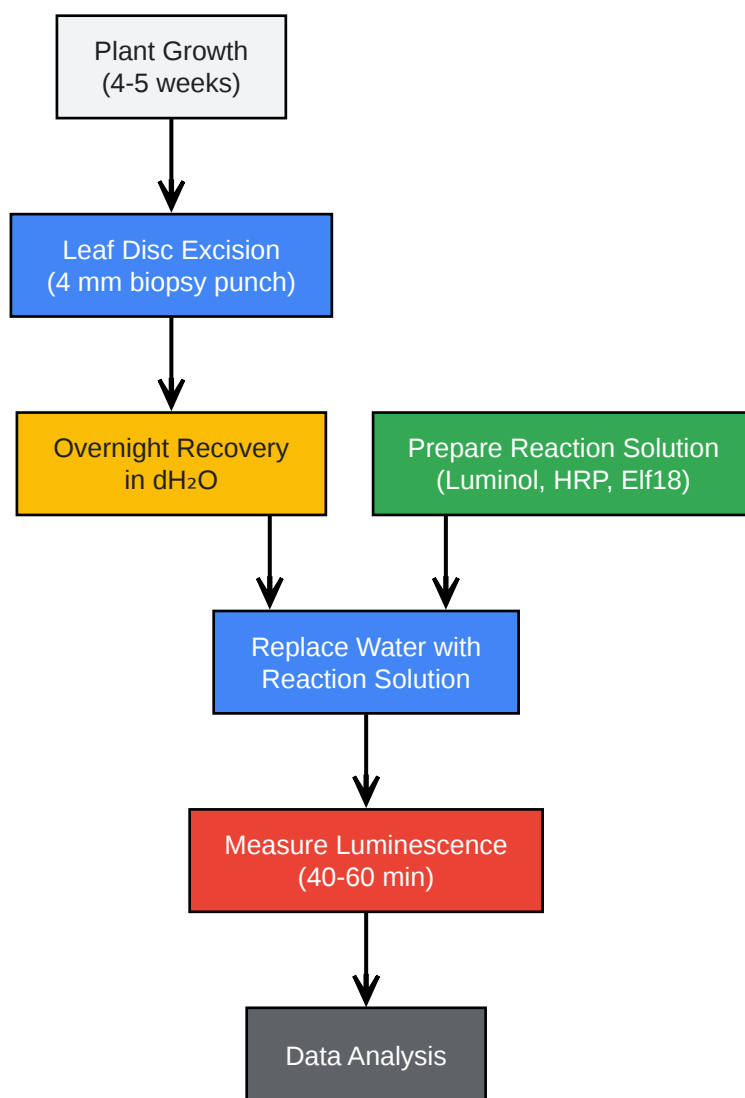 Plant Growth
(4-5 weeks)
Leaf Disc Excision
(4 mm biopsy punch)
Overnight Recovery
in dH₂O
Prepare Reaction Solution
(Luminol, HRP, Elf18)
Replace Water with
Reaction Solution
Measure Luminescence
(40-60 min)
Data Analysis